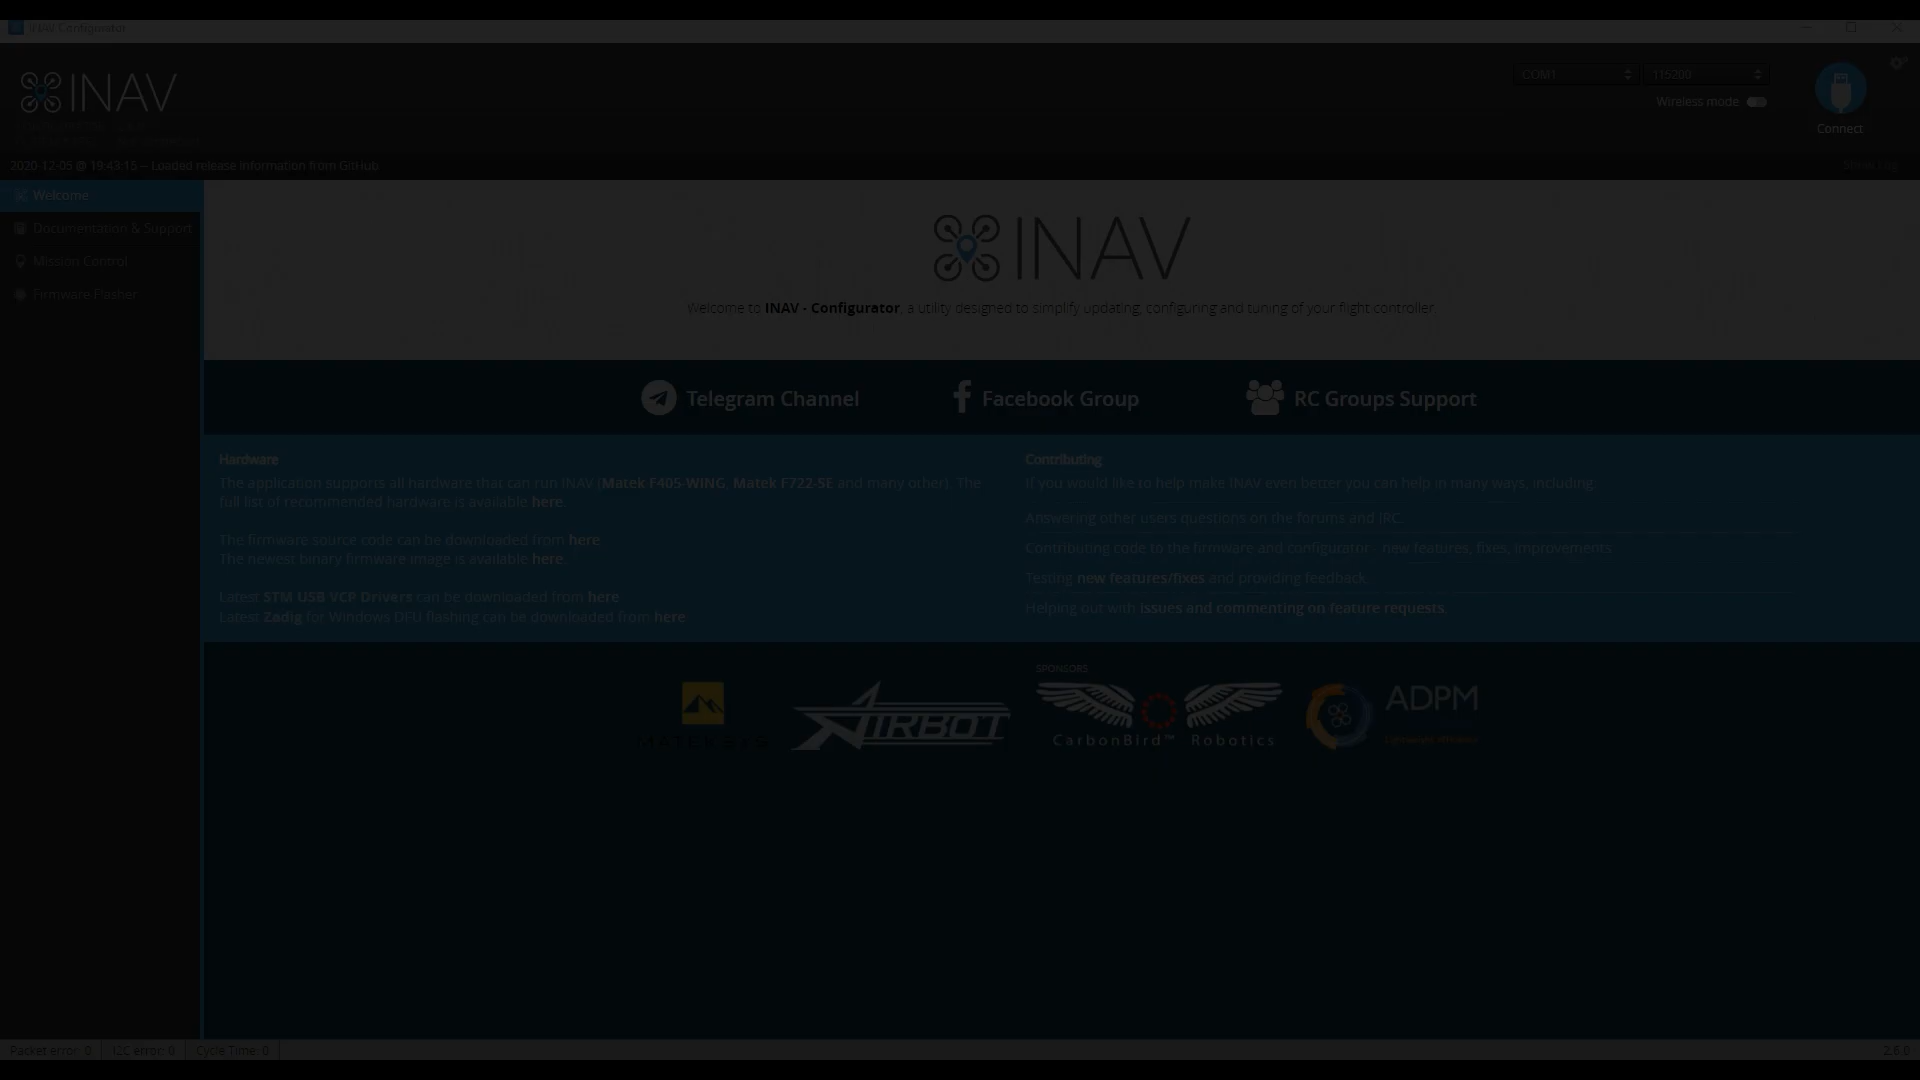 INAV Configurator
INAV
COM1
115200
Wireless mode
Connect
2020-12-05 @ 19:43:15 -- Loaded release information from GitHub
Show Log
Welcome
Documentation & Support
Mission Control
Firmware Flasher
INAV
Welcome to INAV - Configurator, a utility designed to simplify updating, configuring and tuning of your flight controller.
Telegram Channel
Facebook Group
RC Groups Support
Hardware
The application supports all hardware that can run INAV (Matek F405-WING, Matek F722-SE and many other). The
full list of recommended hardware is available here
The firmware source code can be downloaded from here
The newest binary firmware image is available here.
Latest STM USB VCP Drivers can be downloaded from here
Latest Zadig for Windows DFU flashing can be downloaded from here
Contributing
If you would like to help make INAV even better you can help in many ways, including:
Answering other users questions on the forums and IRC.
Contributing code to the firmware and configurator - new features, fixes, improvements
Testing new features/fixes and providing feedback.
Helping out with issues and commenting on feature requests.
SPONSORS
MATEKSYS
AIRBOT
CarbonBird™ Robotics
ADPM
Packet error: 0
I2C error: 0
Cycle Time: 0
2.6.0